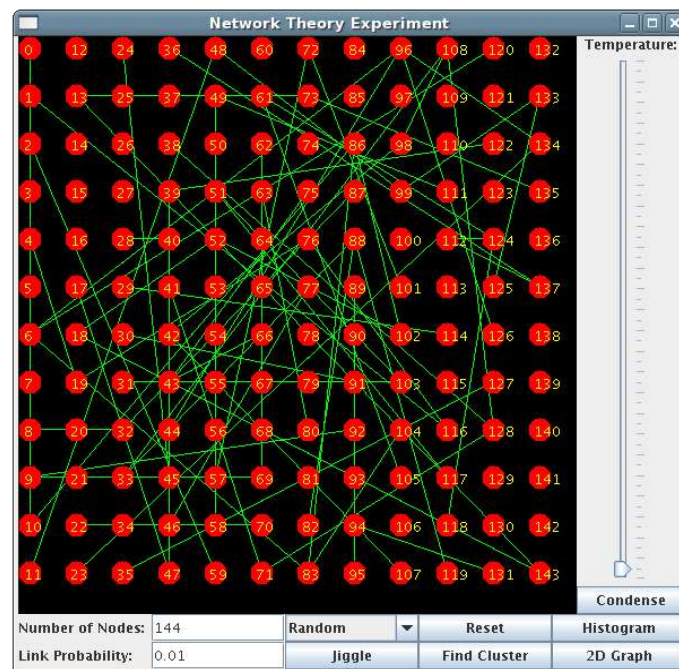 Network Theory Experiment
0 12 24 36 48 60 72 84 96 108 120 132
Temperature:
1 13 25 37 49 61 73 85 97 109 121 133
2 14 26 38 50 62 74 86 98 110 122 134
3 15 27 39 51 63 75 87 99 111 123 135
4 16 28 40 52 64 76 88 100 112 124 136
5 17 29 41 53 65 77 89 101 113 125 137
6 18 30 42 54 66 78 90 102 114 126 138
7 19 31 43 55 67 79 91 103 115 127 139
8 20 32 44 56 68 80 92 104 116 128 140
9 21 33 45 57 69 81 93 105 117 129 141
10 22 34 46 58 70 82 94 106 118 130 142
11 23 35 47 59 71 83 95 107 119 131 143
Condense
Number of Nodes: 144 Random Reset Histogram
Link Probability: 0.01 Jiggle Find Cluster 2D Graph